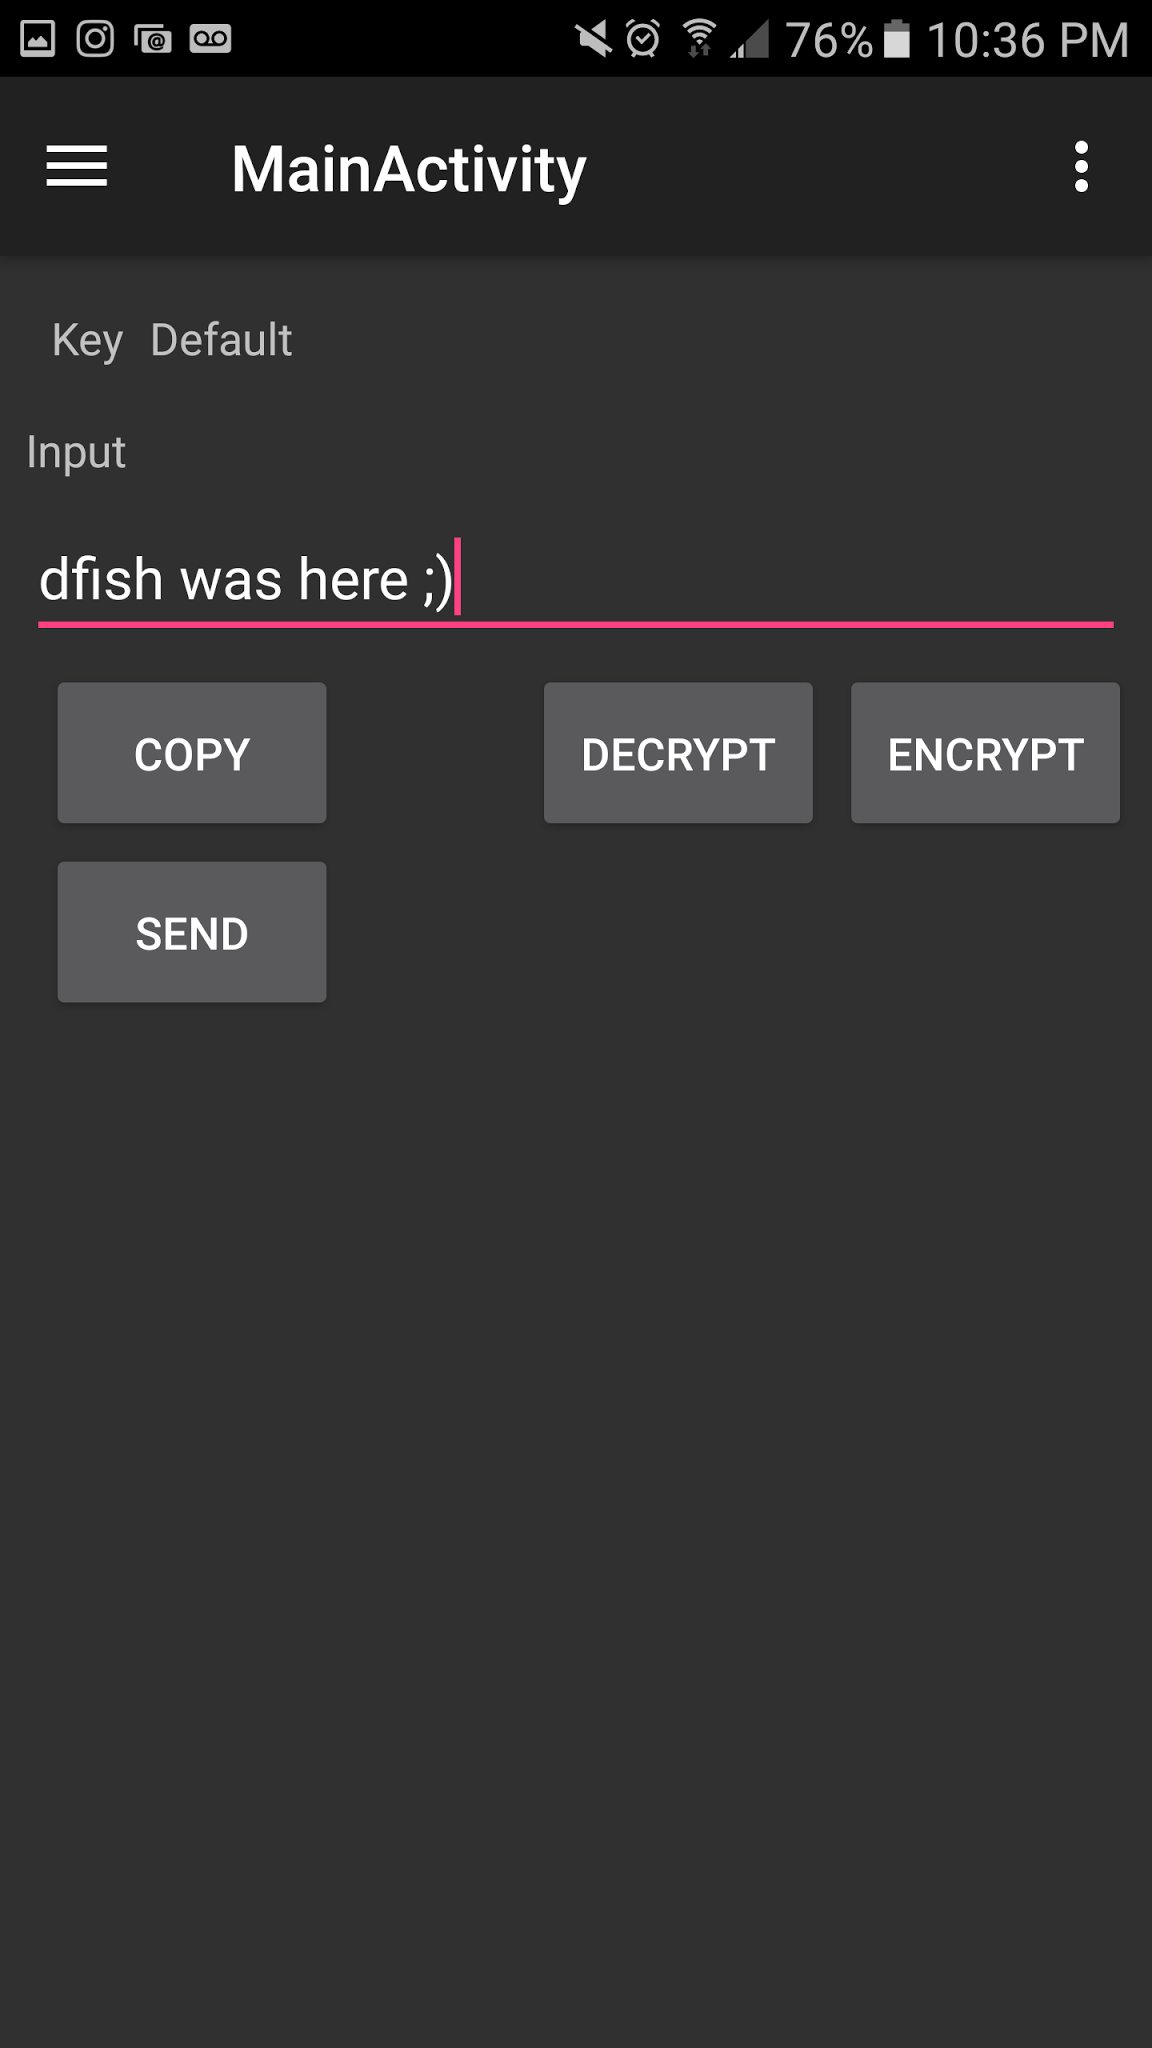 76% 10:36 PM
MainActivity
Key Default
Input
dfish was here ;)
COPY DECRYPT ENCRYPT
SEND